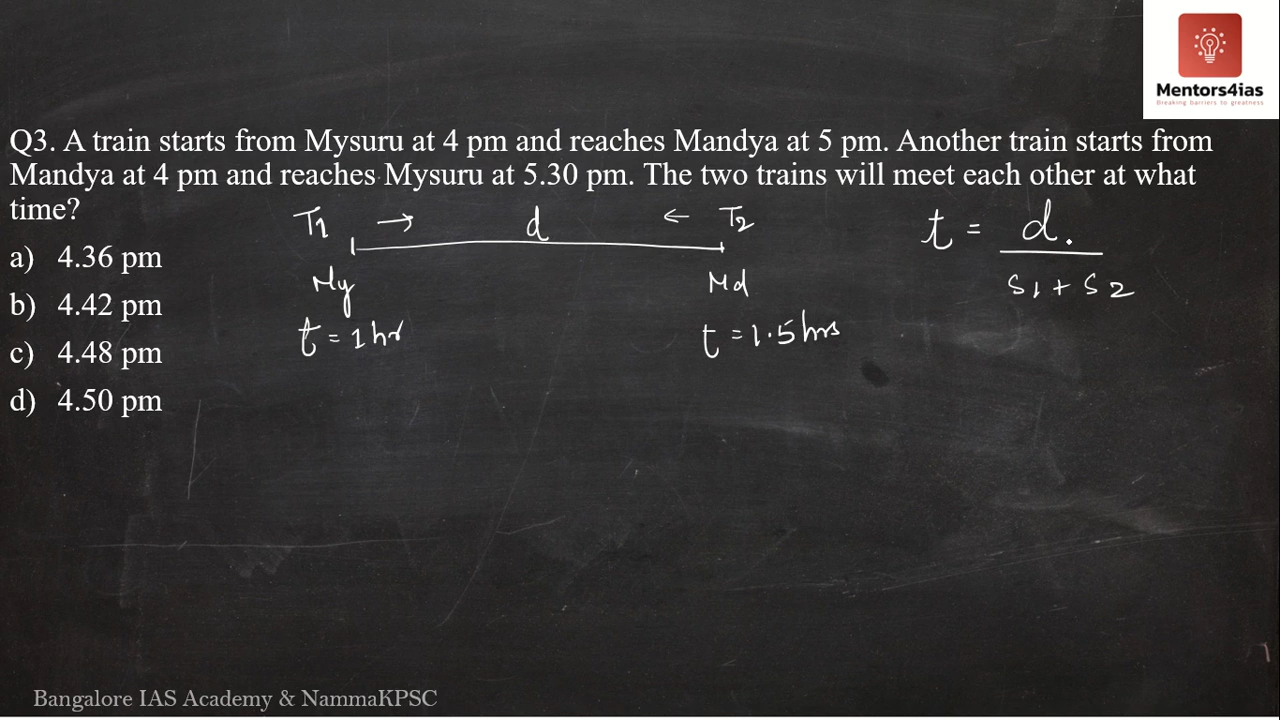 Mentors4ias
Breaking barriers to greatness
Q3. A train starts from Mysuru at 4 pm and reaches Mandya at 5 pm. Another train starts from
Mandya at 4 pm and reaches Mysuru at 5.30 pm. The two trains will meet each other at what
time?
a) 4.36 pm
b) 4.42 pm
c) 4.48 pm
d) 4.50 pm
T1 → d ← T2
My Md
t = 1 hr t = 1.5 hrs
t = d.
S1 + S2
Bangalore IAS Academy & NammaKPSC